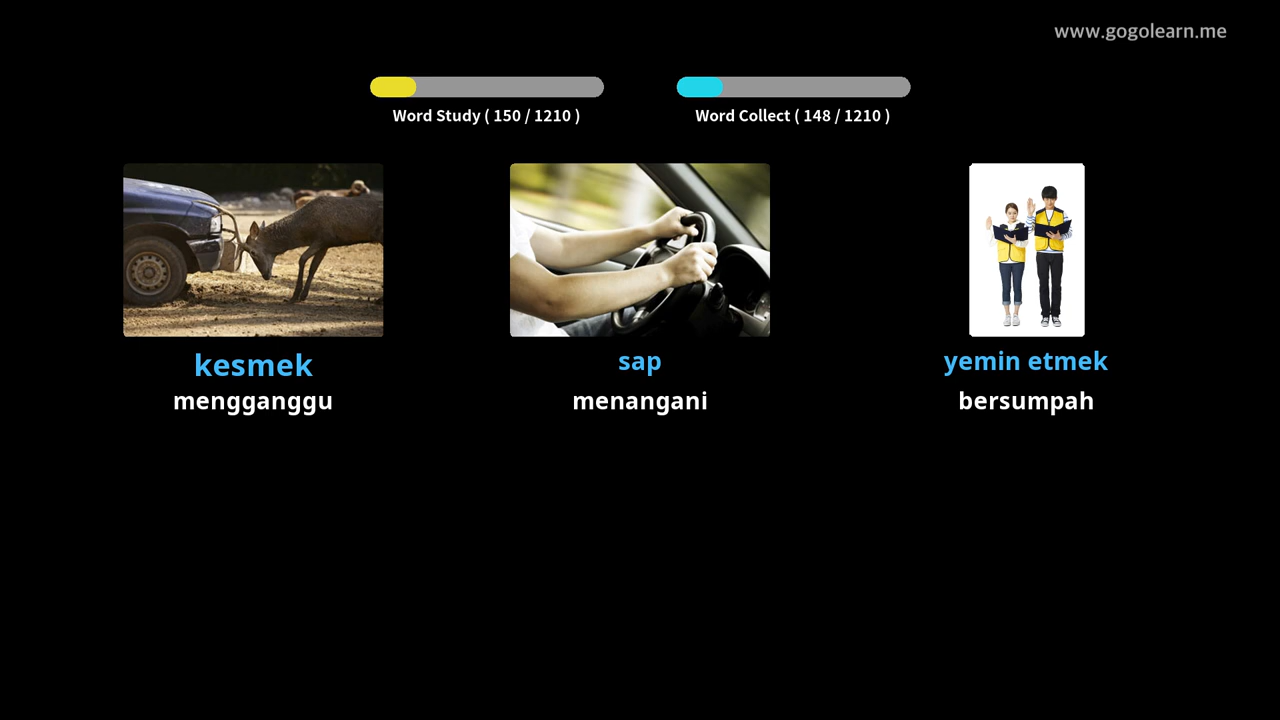 www.gogolearn.me
Word Study ( 150 / 1210 )
Word Collect ( 148 / 1210 )
kesmek
mengganggu
sap
menangani
yemin etmek
bersumpah